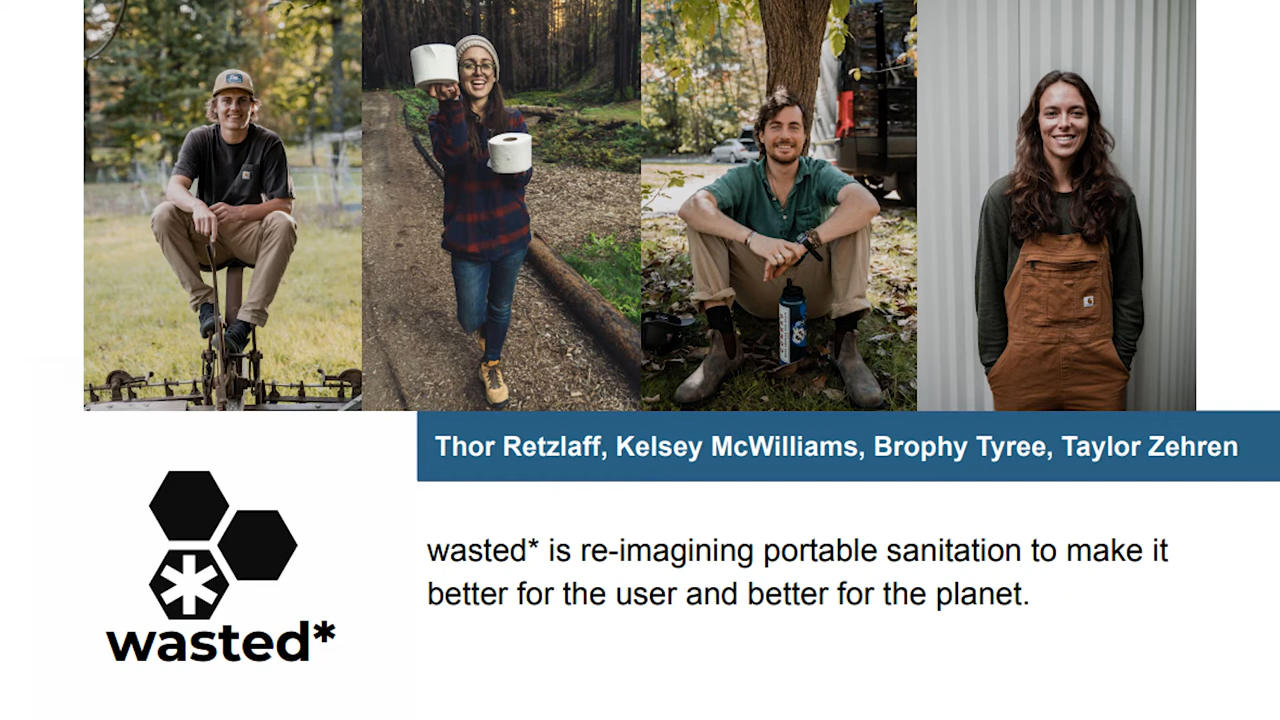 Thor Retzlaff, Kelsey McWilliams, Brophy Tyree, Taylor Zehren
wasted* is re-imagining portable sanitation to make it
better for the user and better for the planet.
wasted*